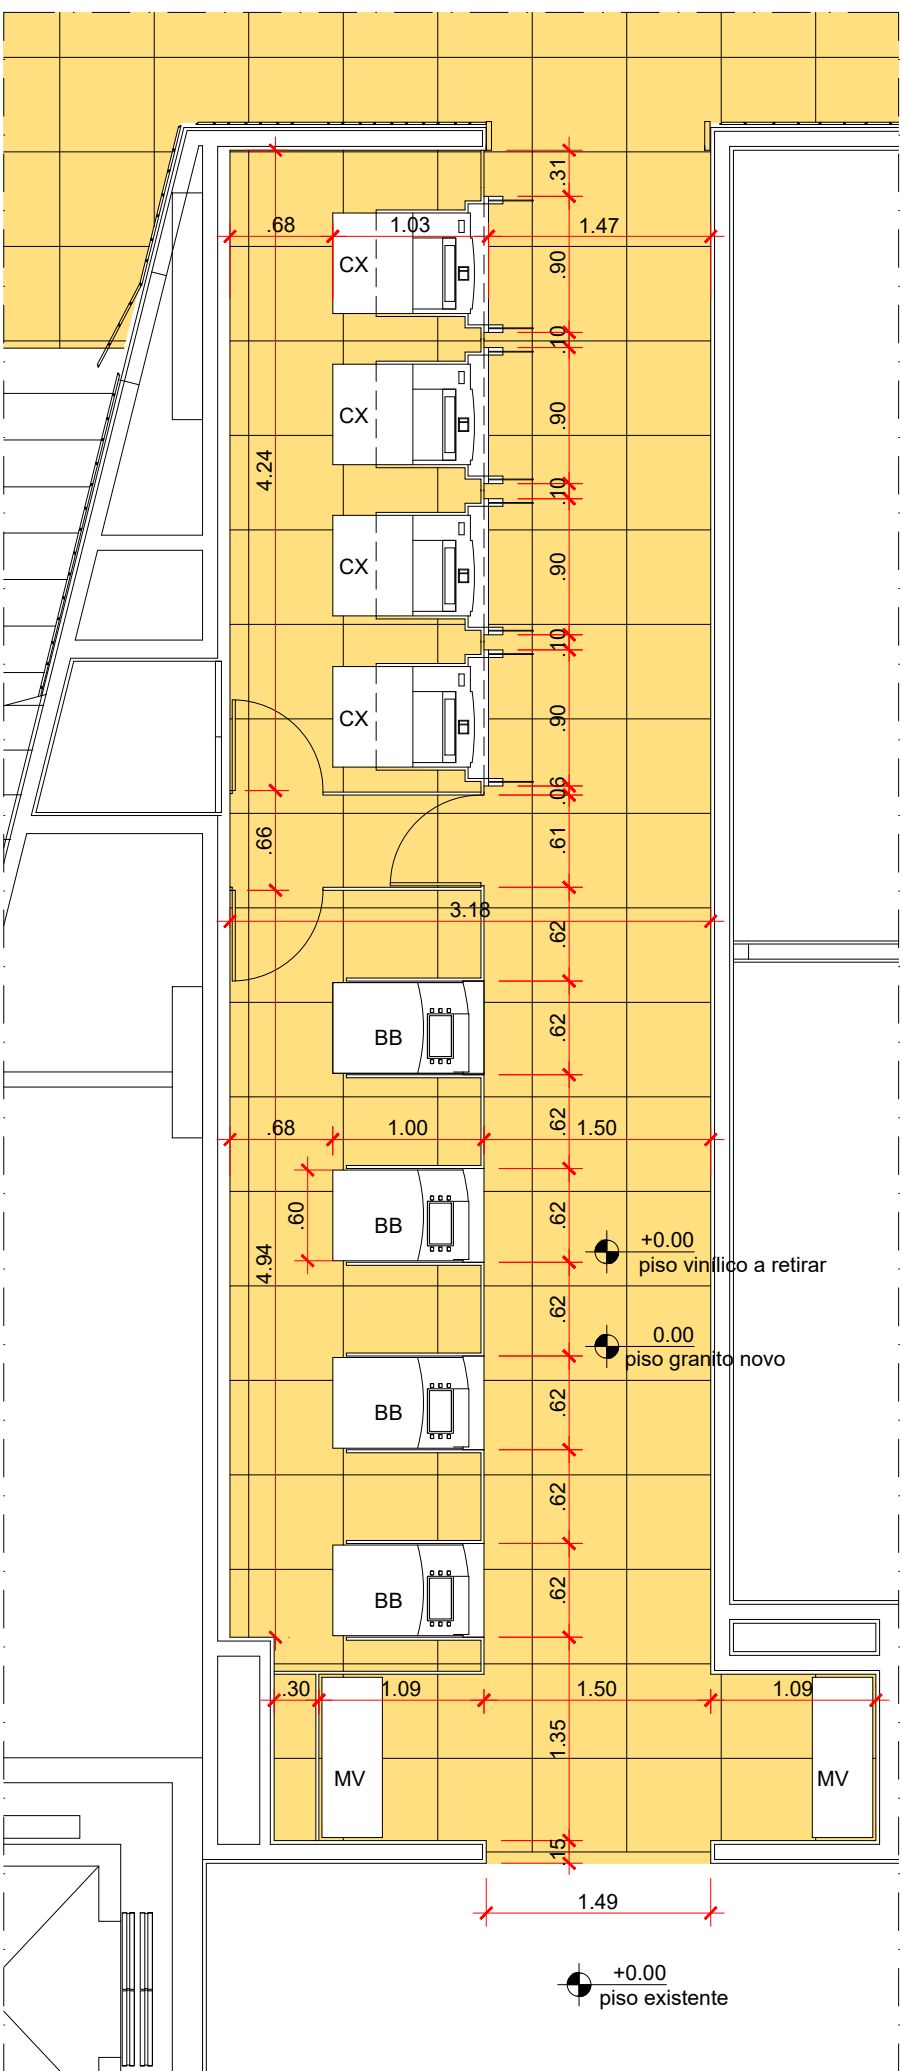 .31
.68 1.03 1.47
CX
.90
.10
CX
.90
4.24
.10
CX
.90
.10
CX
.90
.06
.66
.61
3.18
.62
BB
.62
.68 1.00 1.50
.62
.60
BB
.62
4.94
+0.00
piso vinílico a retirar
.62
0.00
piso granito novo
BB
.62
.62
BB
.62
.30 1.09 1.50 1.09
1.35
MV
MV
.15
1.49
+0.00
piso existente